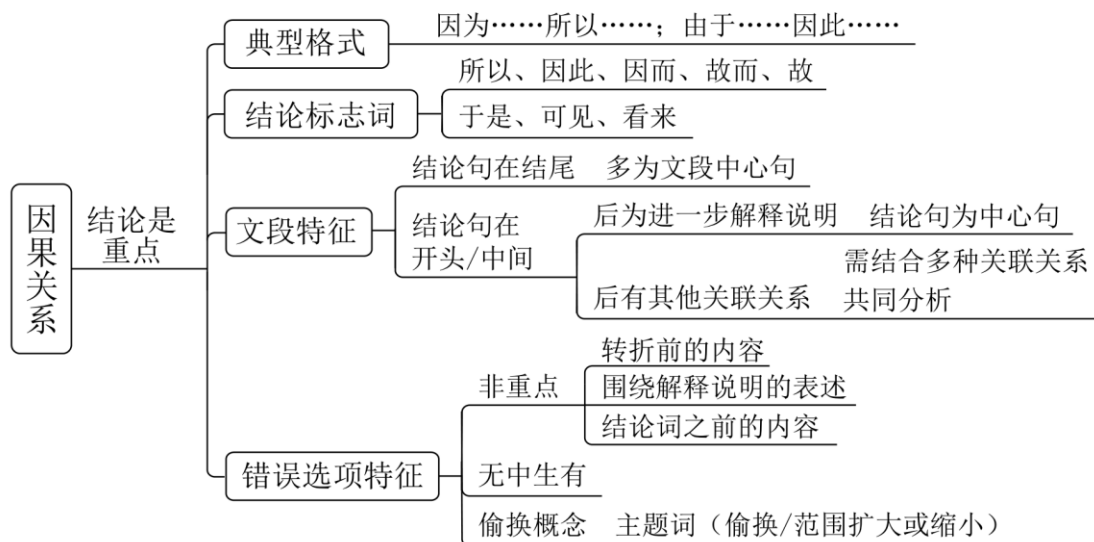 因果关系
结论是
重点
典型格式
因为……所以……；由于……因此……
结论标志词
所以、因此、因而、故而、故
于是、可见、看来
文段特征
结论句在结尾 多为文段中心句
结论句在
开头/中间
后为进一步解释说明 结论句为中心句
后有其他关联关系
需结合多种关联关系
共同分析
错误选项特征
非重点
转折前的内容
围绕解释说明的表述
结论词之前的内容
无中生有
偷换概念 主题词（偷换/范围扩大或缩小）